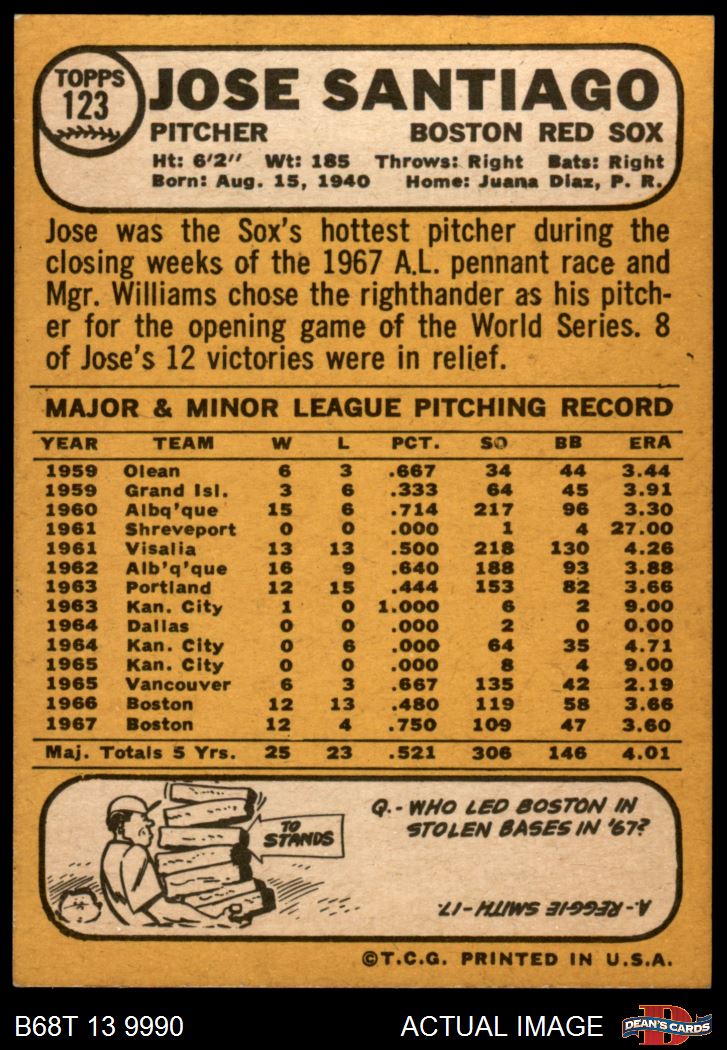 TOPPS
123
JOSE SANTIAGO
PITCHER BOSTON RED SOX
Ht: 6'2" Wt: 185 Throws: Right Bats: Right
Born: Aug. 15, 1940 Home: Juana Diaz, P. R.
Jose was the Sox's hottest pitcher during the
closing weeks of the 1967 A.L. pennant race and
Mgr. Williams chose the righthander as his pitch-
er for the opening game of the World Series. 8
of Jose's 12 victories were in relief.
MAJOR & MINOR LEAGUE PITCHING RECORD
YEAR TEAM W L PCT. SO BB ERA
1959 Olean 6 3 .667 34 44 3.44
1959 Grand Isl. 3 6 .333 64 45 3.91
1960 Albq'que 15 6 .714 217 96 3.30
1961 Shreveport 0 0 .000 1 4 27.00
1961 Visalia 13 13 .500 218 130 4.26
1962 Alb'q'que 16 9 .640 188 93 3.88
1963 Portland 12 15 .444 153 82 3.66
1963 Kan. City 1 0 1.000 6 2 9.00
1964 Dallas 0 0 .000 2 0 0.00
1964 Kan. City 0 6 .000 64 35 4.71
1965 Kan. City 0 0 .000 8 4 9.00
1965 Vancouver 6 3 .667 135 42 2.19
1966 Boston 12 13 .480 119 58 3.66
1967 Boston 12 4 .750 109 47 3.60
Maj. Totals 5 Yrs. 25 23 .521 306 146 4.01
TO
STANDS
Q.-WHO LED BOSTON IN
STOLEN BASES IN '67?
A.-REGGIE SMITH-17.
©T.C.G. PRINTED IN U.S.A.
B68T 13 9990 ACTUAL IMAGE
D
DEAN'S CARDS